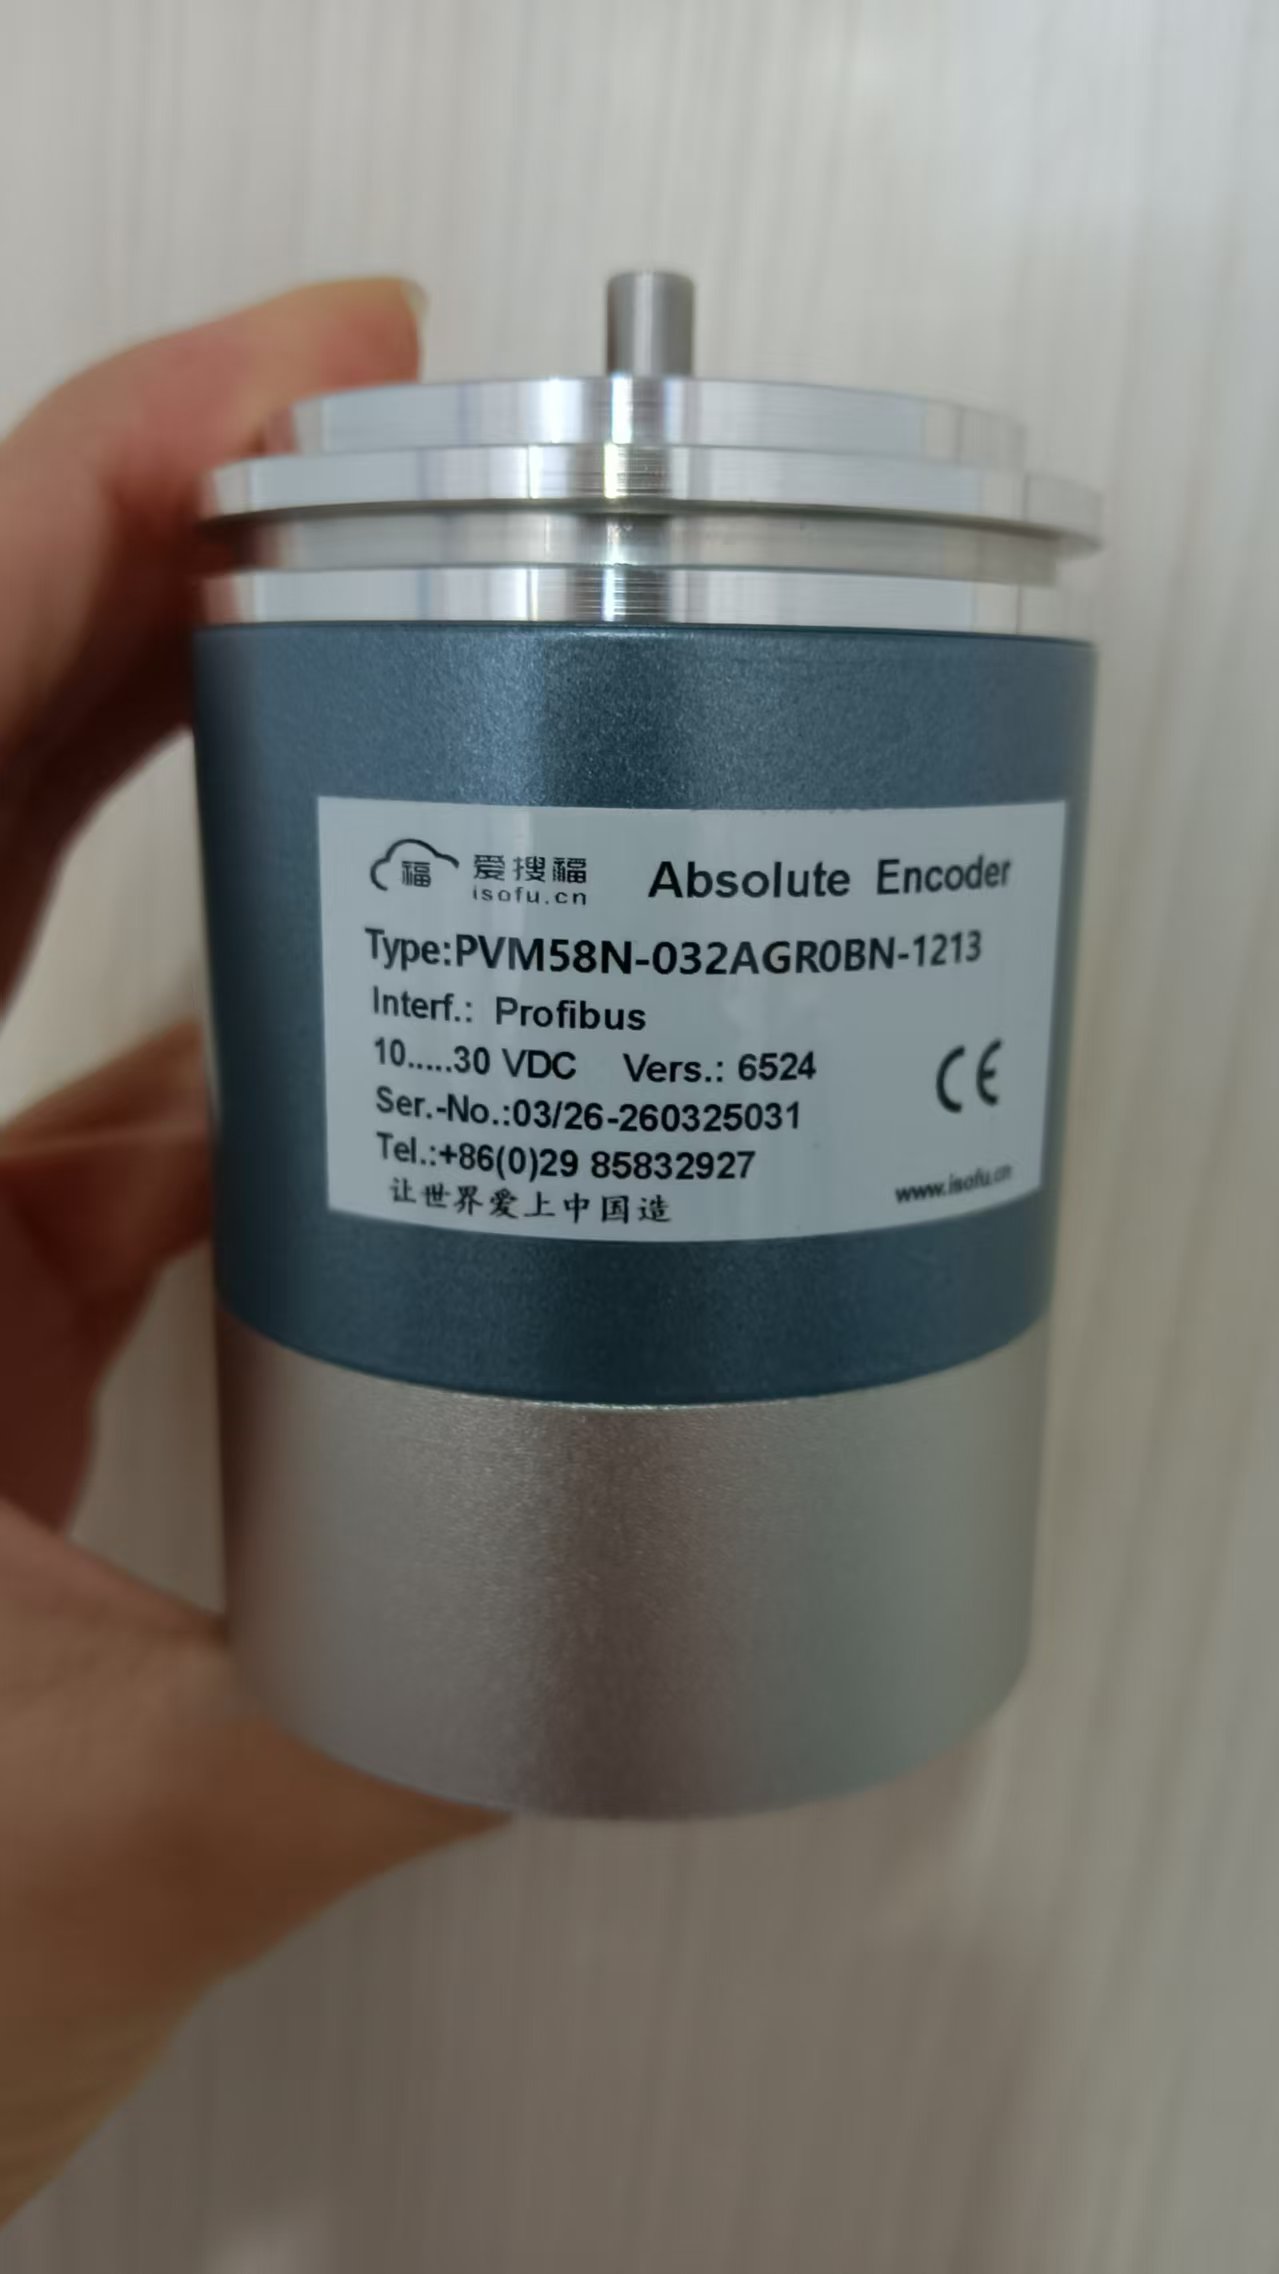 福 爱搜福
isofu.cn
Absolute Encoder
Type:PVM58N-032AGR0BN-1213
Interf.: Profibus
10.....30 VDC Vers.: 6524
CE
Ser.-No.:03/26-260325031
Tel.:+86(0)29 85832927
让世界爱上中国造
www.isofu.cn